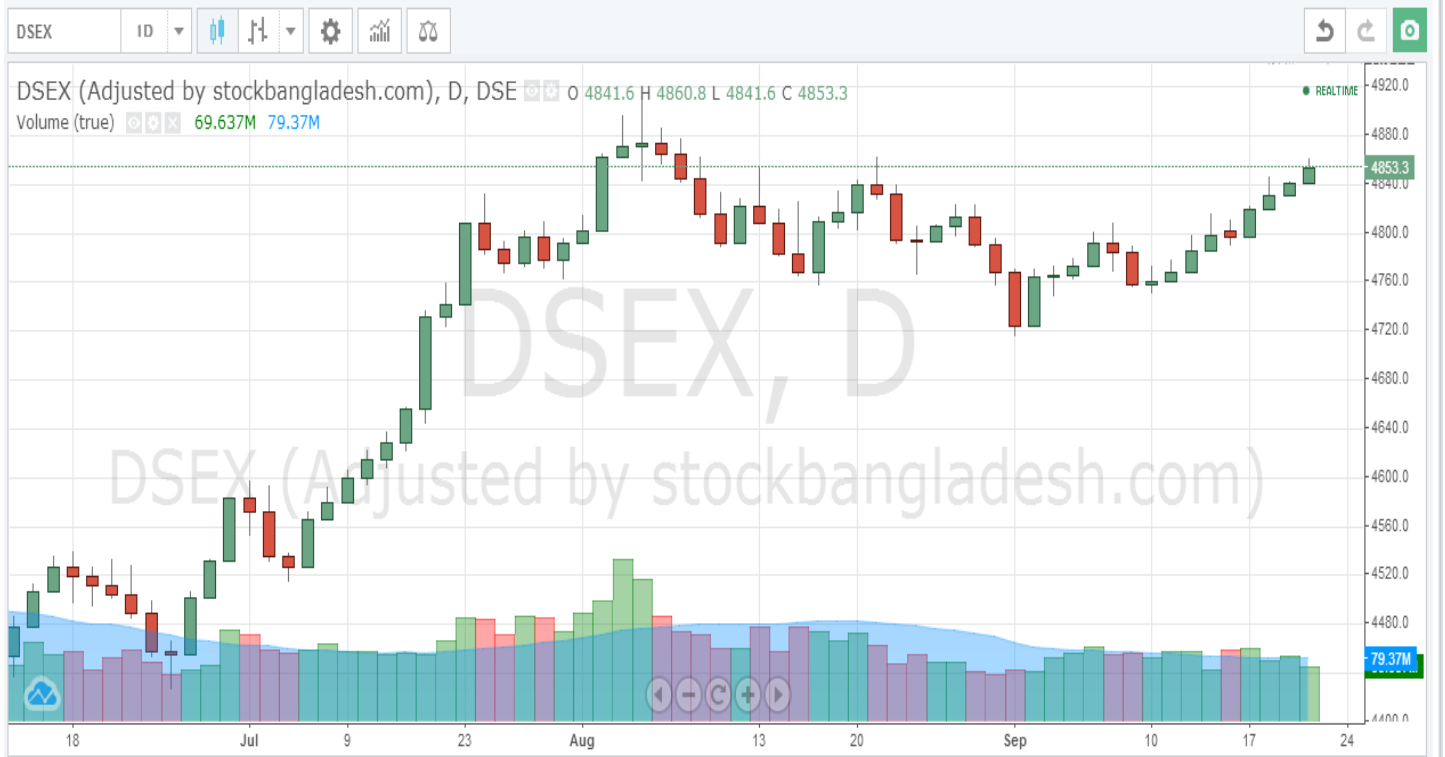 DSEX 1D
DSEX (Adjusted by stockbangladesh.com), D, DSE O 4841.6 H 4860.8 L 4841.6 C 4853.3
REALTIME
Volume (true) 69.637M 79.37M
4920.0
4880.0
4853.3
4840.0
4800.0
4760.0
4720.0
4680.0
4640.0
4600.0
4560.0
4520.0
4480.0
79.37M
4400.0
DSEX, D
DSEX (Adjusted by stockbangladesh.com)
18 Jul 9 23 Aug 13 20 Sep 10 17 24